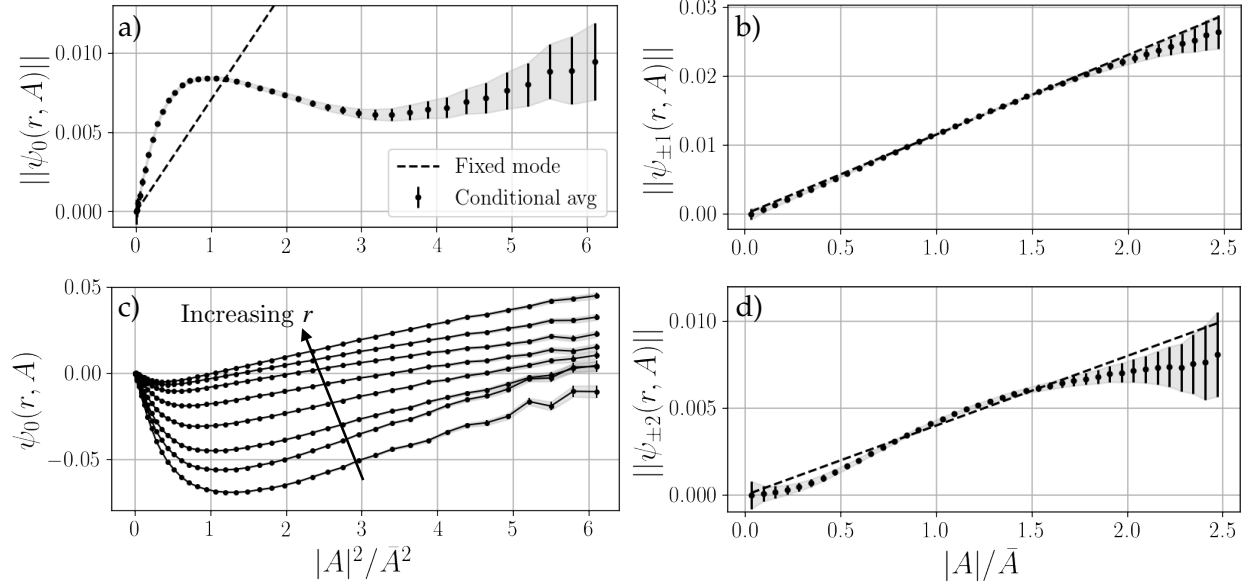 a)
||ψ₀(r, A)||
0.010
0.005
0.000
Fixed mode
Conditional avg
0 1 2 3 4 5 6
b)
||ψ±₁(r, A)||
0.03
0.02
0.01
0.00
0.0 0.5 1.0 1.5 2.0 2.5
c)
Increasing r
ψ₀(r, A)
0.05
0.00
−0.05
0 1 2 3 4 5 6
|A|²/Ā²
d)
||ψ±₂(r, A)||
0.010
0.005
0.000
0.0 0.5 1.0 1.5 2.0 2.5
|A|/Ā